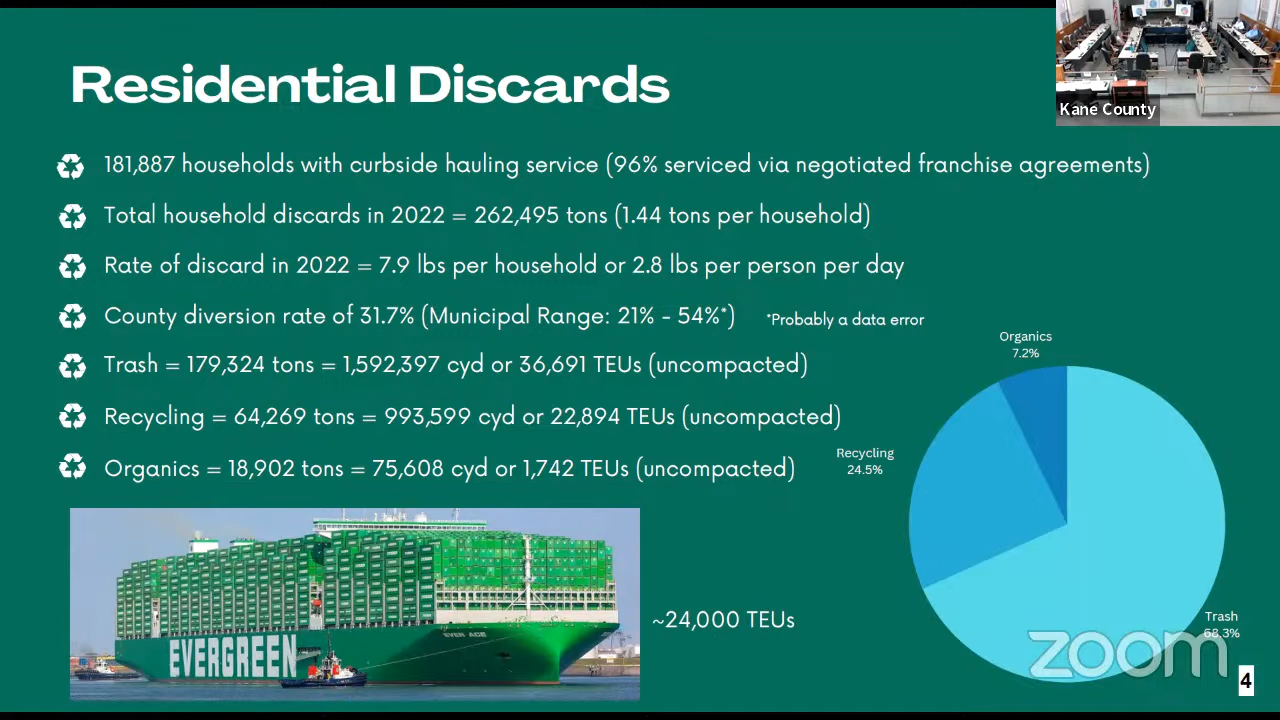 Residential Discards
Kane County
181,887 households with curbside hauling service (96% serviced via negotiated franchise agreements)
Total household discards in 2022 = 262,495 tons (1.44 tons per household)
Rate of discard in 2022 = 7.9 lbs per household or 2.8 lbs per person per day
County diversion rate of 31.7% (Municipal Range: 21% - 54%*)
*Probably a data error
Trash = 179,324 tons = 1,592,397 cyd or 36,691 TEUs (uncompacted)
Recycling = 64,269 tons = 993,599 cyd or 22,894 TEUs (uncompacted)
Organics = 18,902 tons = 75,608 cyd or 1,742 TEUs (uncompacted)
Organics
7.2%
Recycling
24.5%
Trash
68.3%
EVER ACE
EVERGREEN
~24,000 TEUs
zoom
4